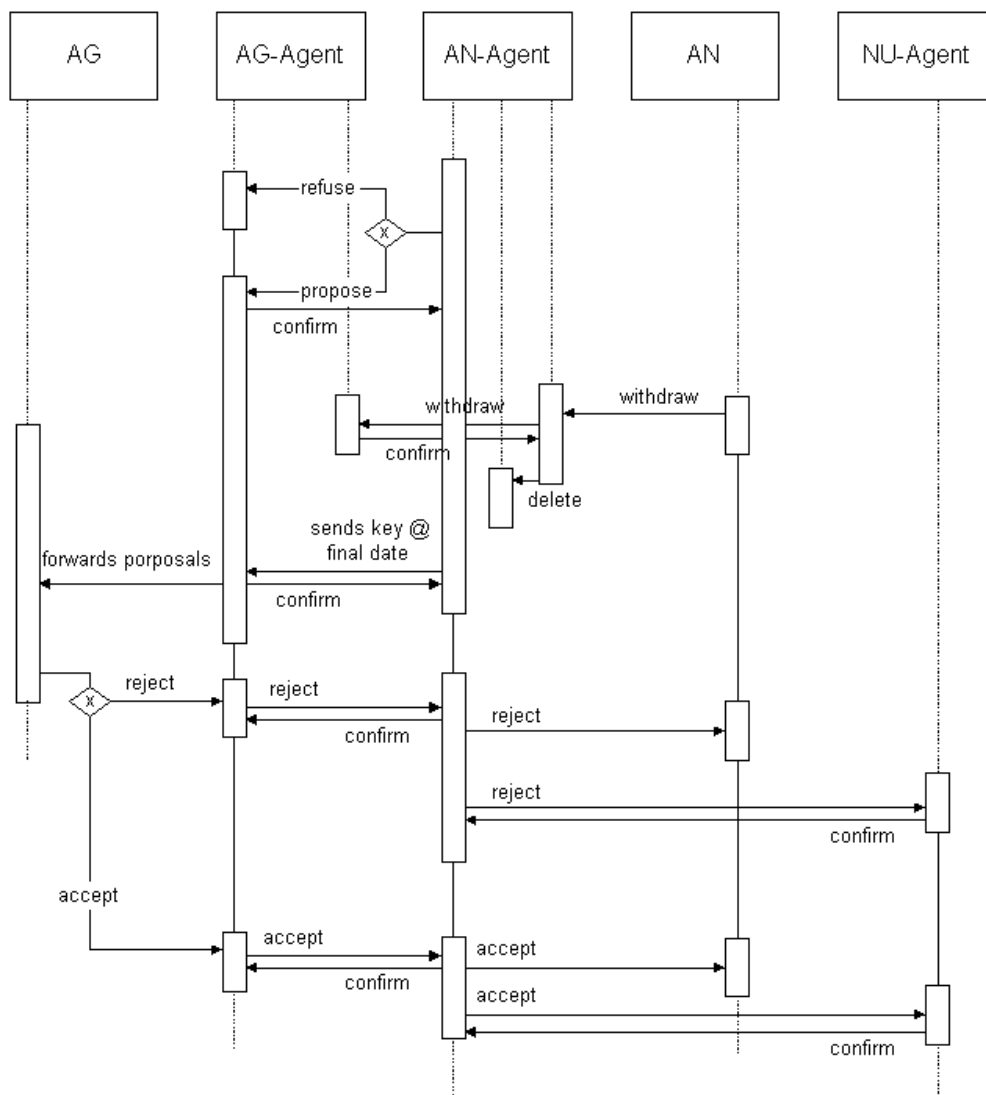 AG
AG-Agent
AN-Agent
AN
NU-Agent
refuse
X
propose
confirm
withdraw
withdraw
confirm
delete
sends key @
final date
forwards porposals
confirm
X
reject
reject
confirm
reject
reject
confirm
accept
accept
confirm
accept
accept
confirm